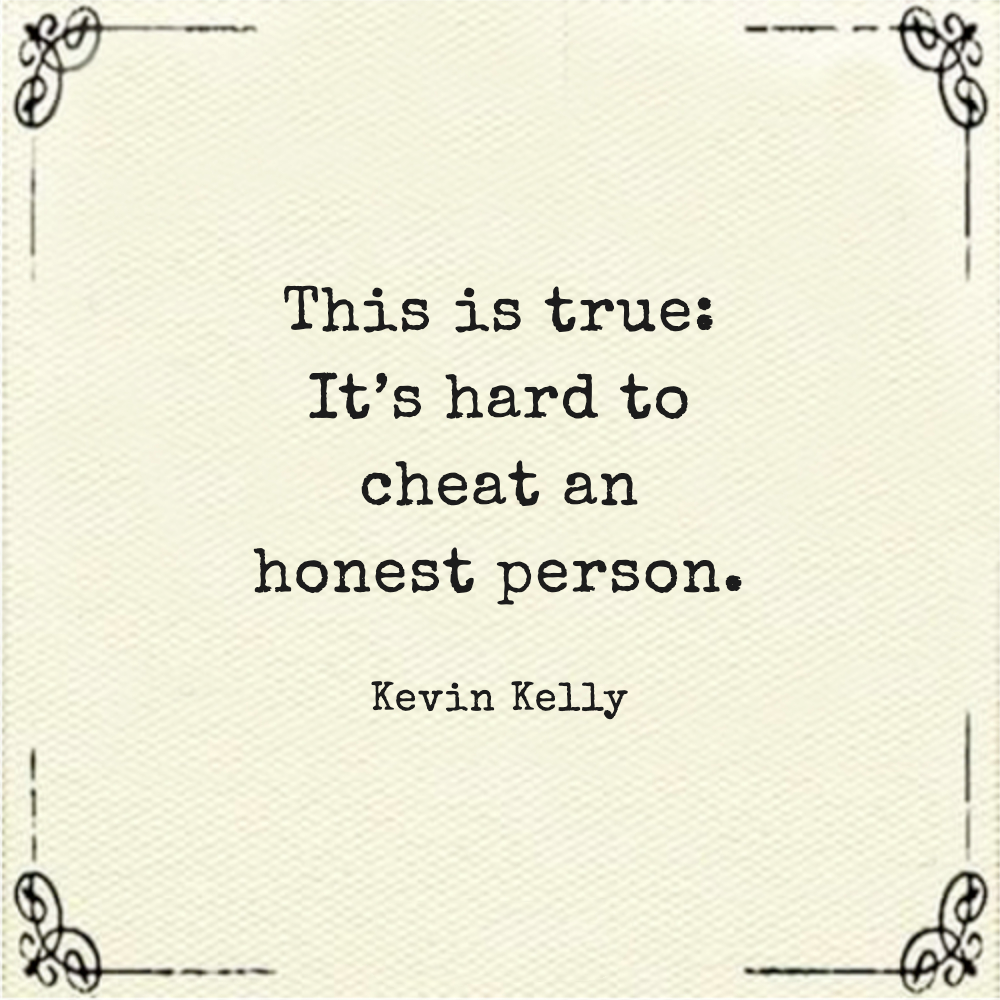 This is true:
It’s hard to
cheat an
honest person.
Kevin Kelly